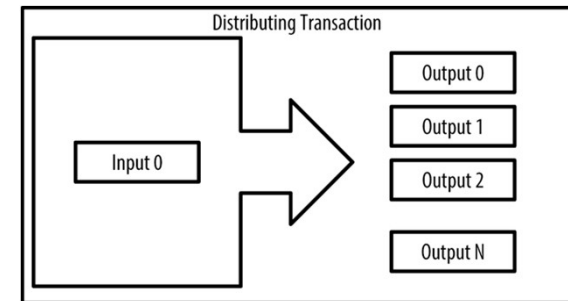 Distributing Transaction
Input 0
Output 0
Output 1
Output 2
Output N